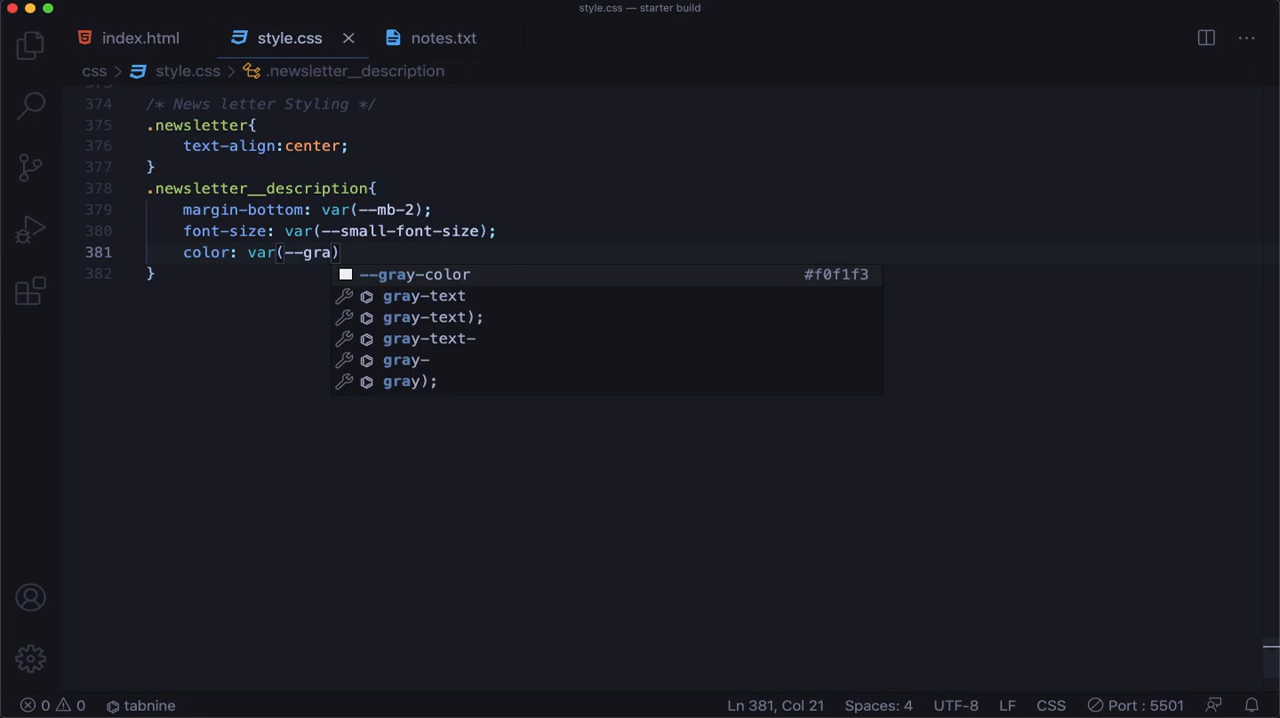 style.css — starter build
index.html
style.css
notes.txt
css > style.css > .newsletter__description
374 /* News letter Styling */
375 .newsletter{
376 text-align:center;
377 }
378 .newsletter__description{
379 margin-bottom: var(--mb-2);
380 font-size: var(--small-font-size);
381 color: var(--gra)
382 }
--gray-color #f0f1f3
gray-text
gray-text);
gray-text-
gray-
gray);
0 0 tabnine Ln 381, Col 21 Spaces: 4 UTF-8 LF CSS Port : 5501